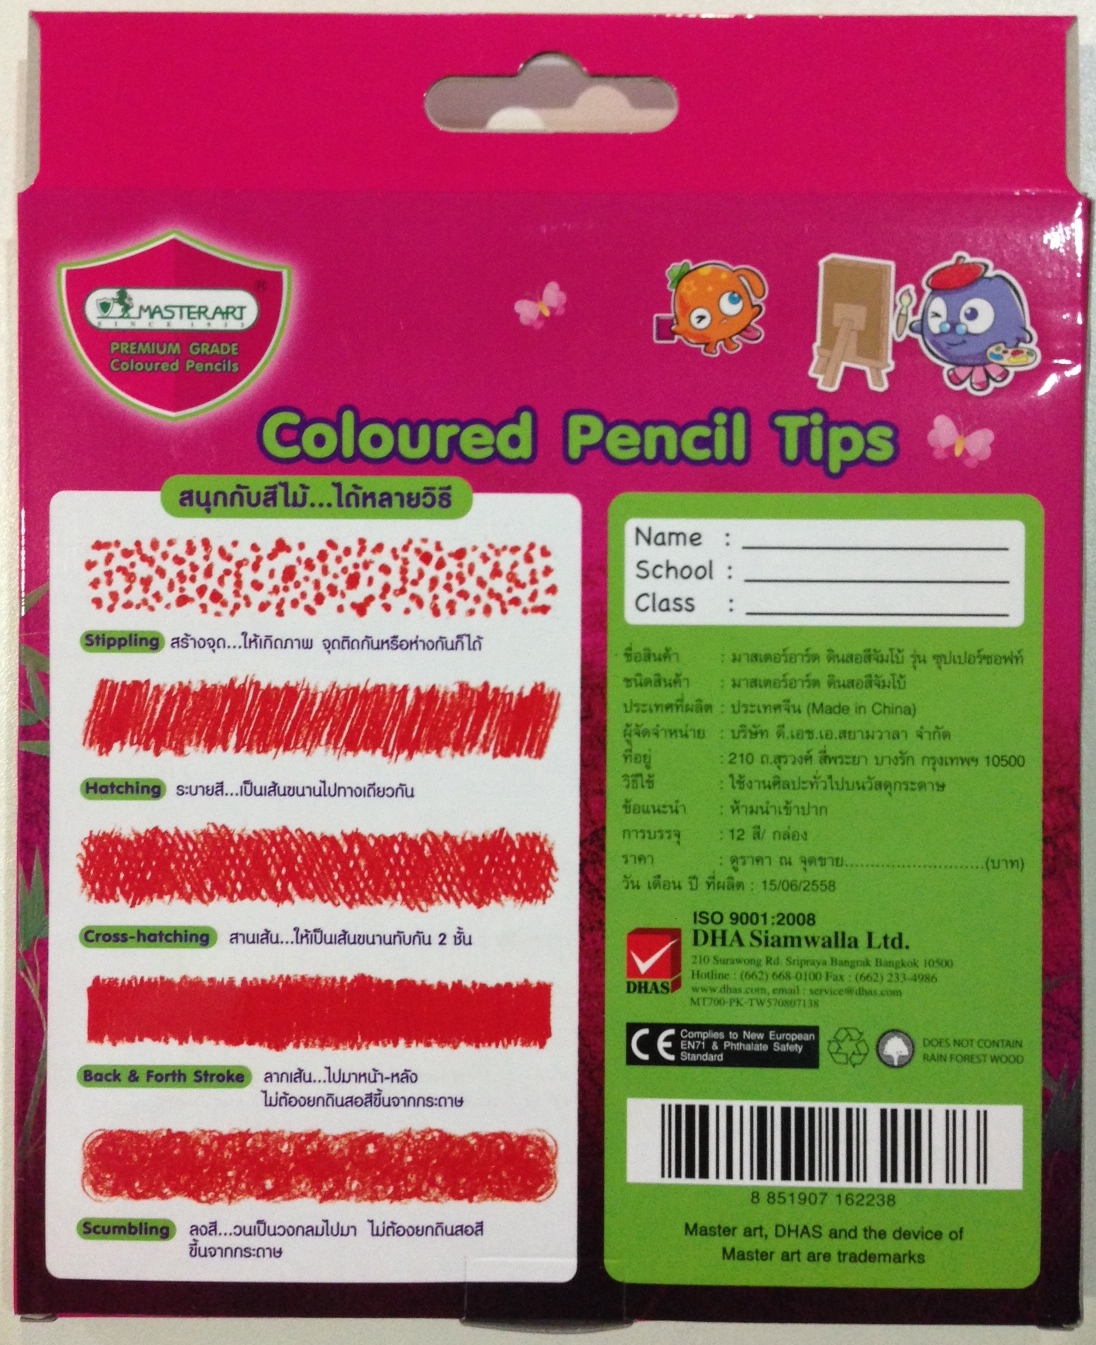 MASTERART
SINCE 1933
PREMIUM GRADE
Coloured Pencils
Coloured Pencil Tips
สนุกกับสีไม้...ได้หลายวิธี
Stippling สร้างจุด...ให้เกิดภาพ จุดติดกันหรือห่างกันก็ได้
Hatching ระบายสี...เป็นเส้นขนานไปทางเดียวกัน
Cross-hatching สานเส้น...ให้เป็นเส้นขนานทับกัน 2 ชั้น
Back & Forth Stroke ลากเส้น...ไปมาหน้า-หลัง
ไม่ต้องยกดินสอสีขึ้นจากกระดาษ
Scumbling ลงสี...วนเป็นวงกลมไปมา ไม่ต้องยกดินสอสี
ขึ้นจากกระดาษ
Name :
School :
Class :
ชื่อสินค้า : มาสเตอร์อาร์ต ดินสอสีจัมโบ้ รุ่น ซุปเปอร์ซอฟท์
ชนิดสินค้า : มาสเตอร์อาร์ต ดินสอสีจัมโบ้
ประเทศที่ผลิต : ประเทศจีน (Made in China)
ผู้จัดจำหน่าย : บริษัท ดี.เอช.เอ.สยามวาลา จำกัด
ที่อยู่ : 210 ถ.สุรวงศ์ สี่พระยา บางรัก กรุงเทพฯ 10500
วิธีใช้ : ใช้งานศิลปะทั่วไปบนวัสดุกระดาษ
ข้อแนะนำ : ห้ามนำเข้าปาก
การบรรจุ : 12 สี/ กล่อง
ราคา : ดูราคา ณ จุดขาย..............................(บาท)
วัน เดือน ปี ที่ผลิต : 15/06/2558
ISO 9001:2008
DHA Siamwalla Ltd.
210 Surawong Rd. Sripraya Bangrak Bangkok 10500
Hotline : (662) 668-0100 Fax : (662) 233-4986
www.dhas.com, email : service@dhas.com
MT700-PK-TW570807138
DHAS
CE Complies to New European
EN71 & Phthalate Safety
Standard
DOES NOT CONTAIN
RAIN FOREST WOOD
8 851907 162238
Master art, DHAS and the device of
Master art are trademarks